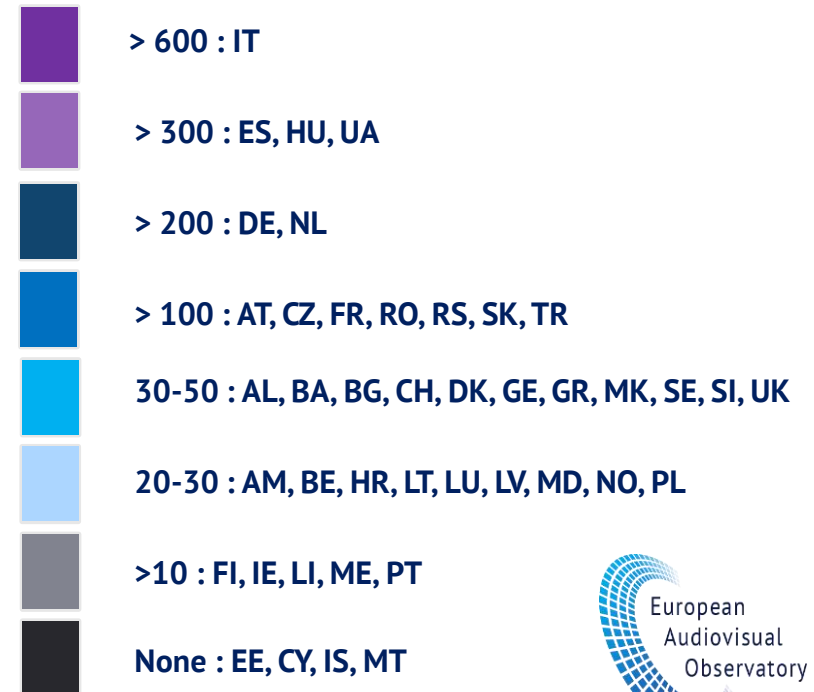 > 600 : IT
> 300 : ES, HU, UA
> 200 : DE, NL
> 100 : AT, CZ, FR, RO, RS, SK, TR
30-50 : AL, BA, BG, CH, DK, GE, GR, MK, SE, SI, UK
20-30 : AM, BE, HR, LT, LU, LV, MD, NO, PL
>10 : FI, IE, LI, ME, PT
None : EE, CY, IS, MT
European
Audiovisual
Observatory